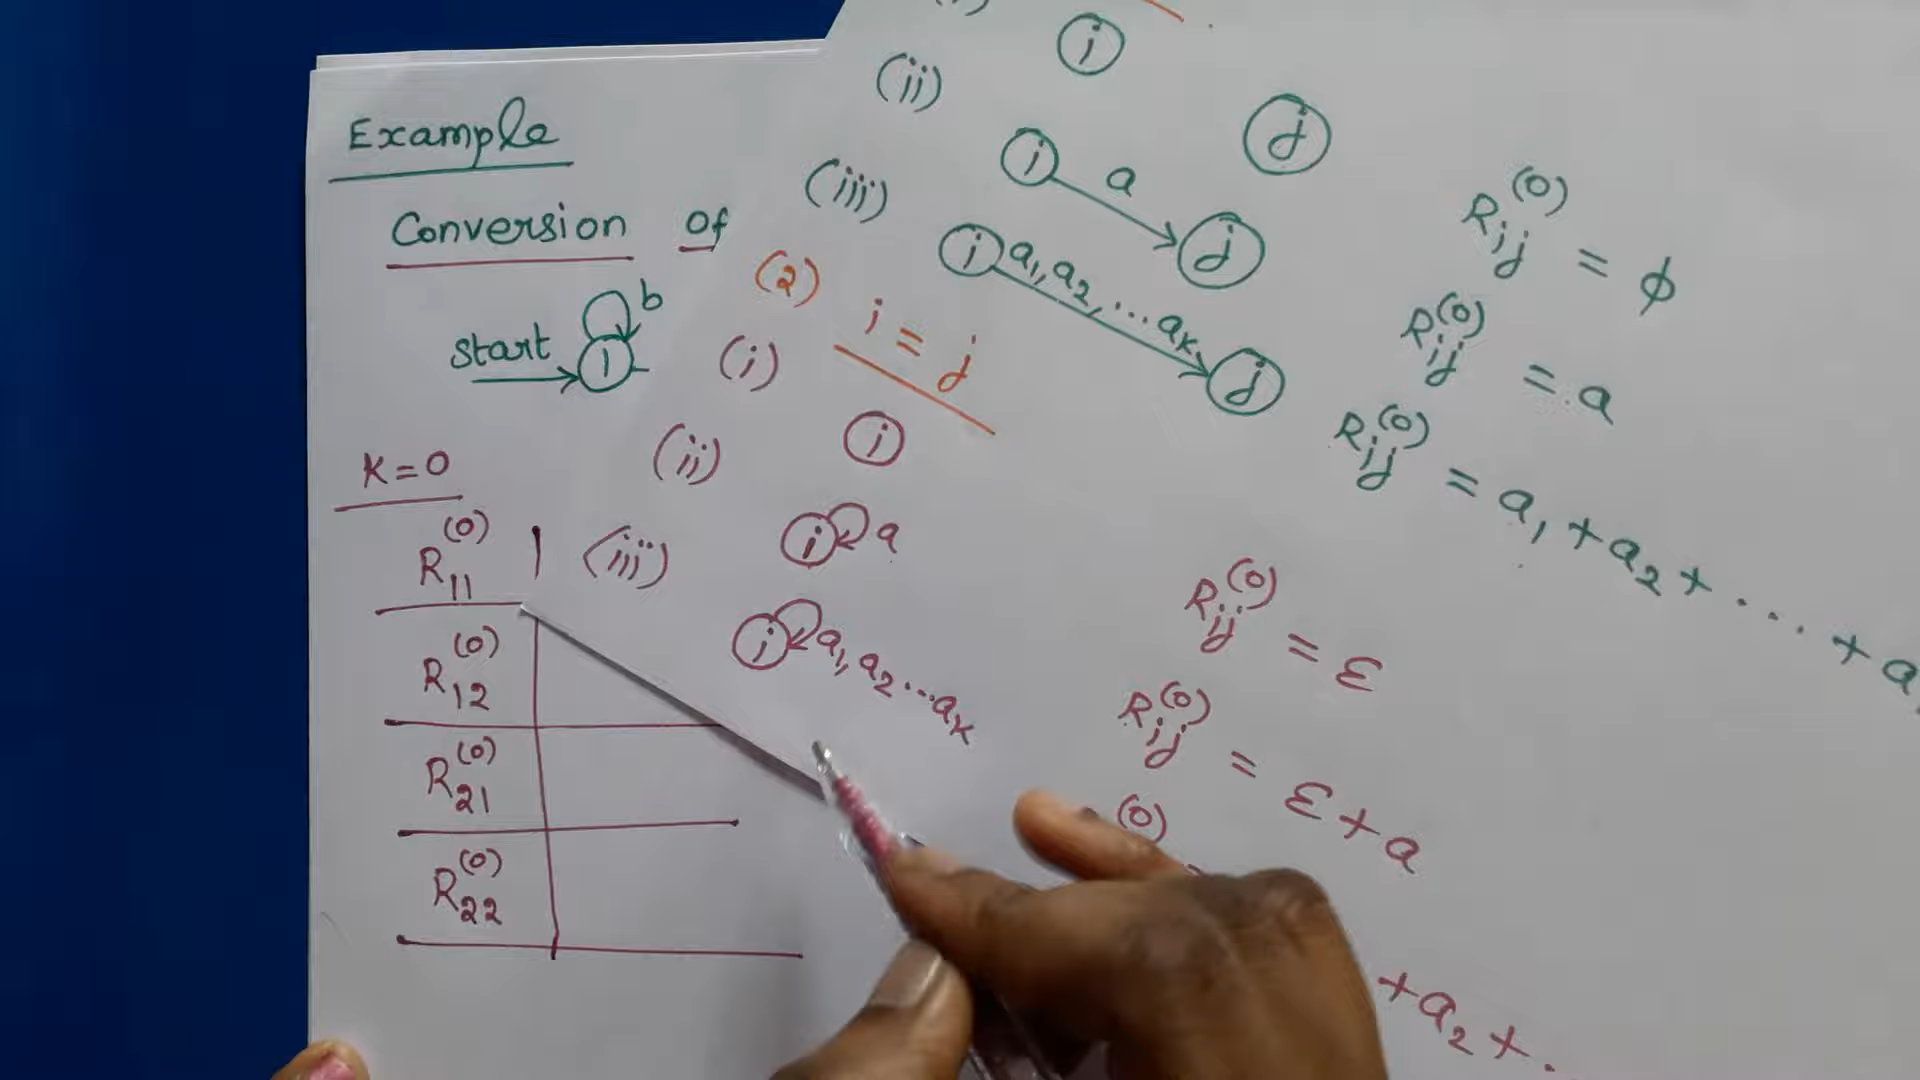 Example
Conversion of
Start 1 b
K=0
R11^(0)
R12^(0)
R21^(0)
R22^(0)
i
(ii) j
i a j
(iii) i a1, a2, ... ak j
Rij^(0) = ϕ
Rij^(0) = a
Rij^(0) = a1 + a2 + ... + a
(2) i = j
(i) i
(ii) i a
(iii) i a1, a2 ... ak
Rij^(0) = ε
Rij^(0) = ε + a
(0)
+ a2 + .